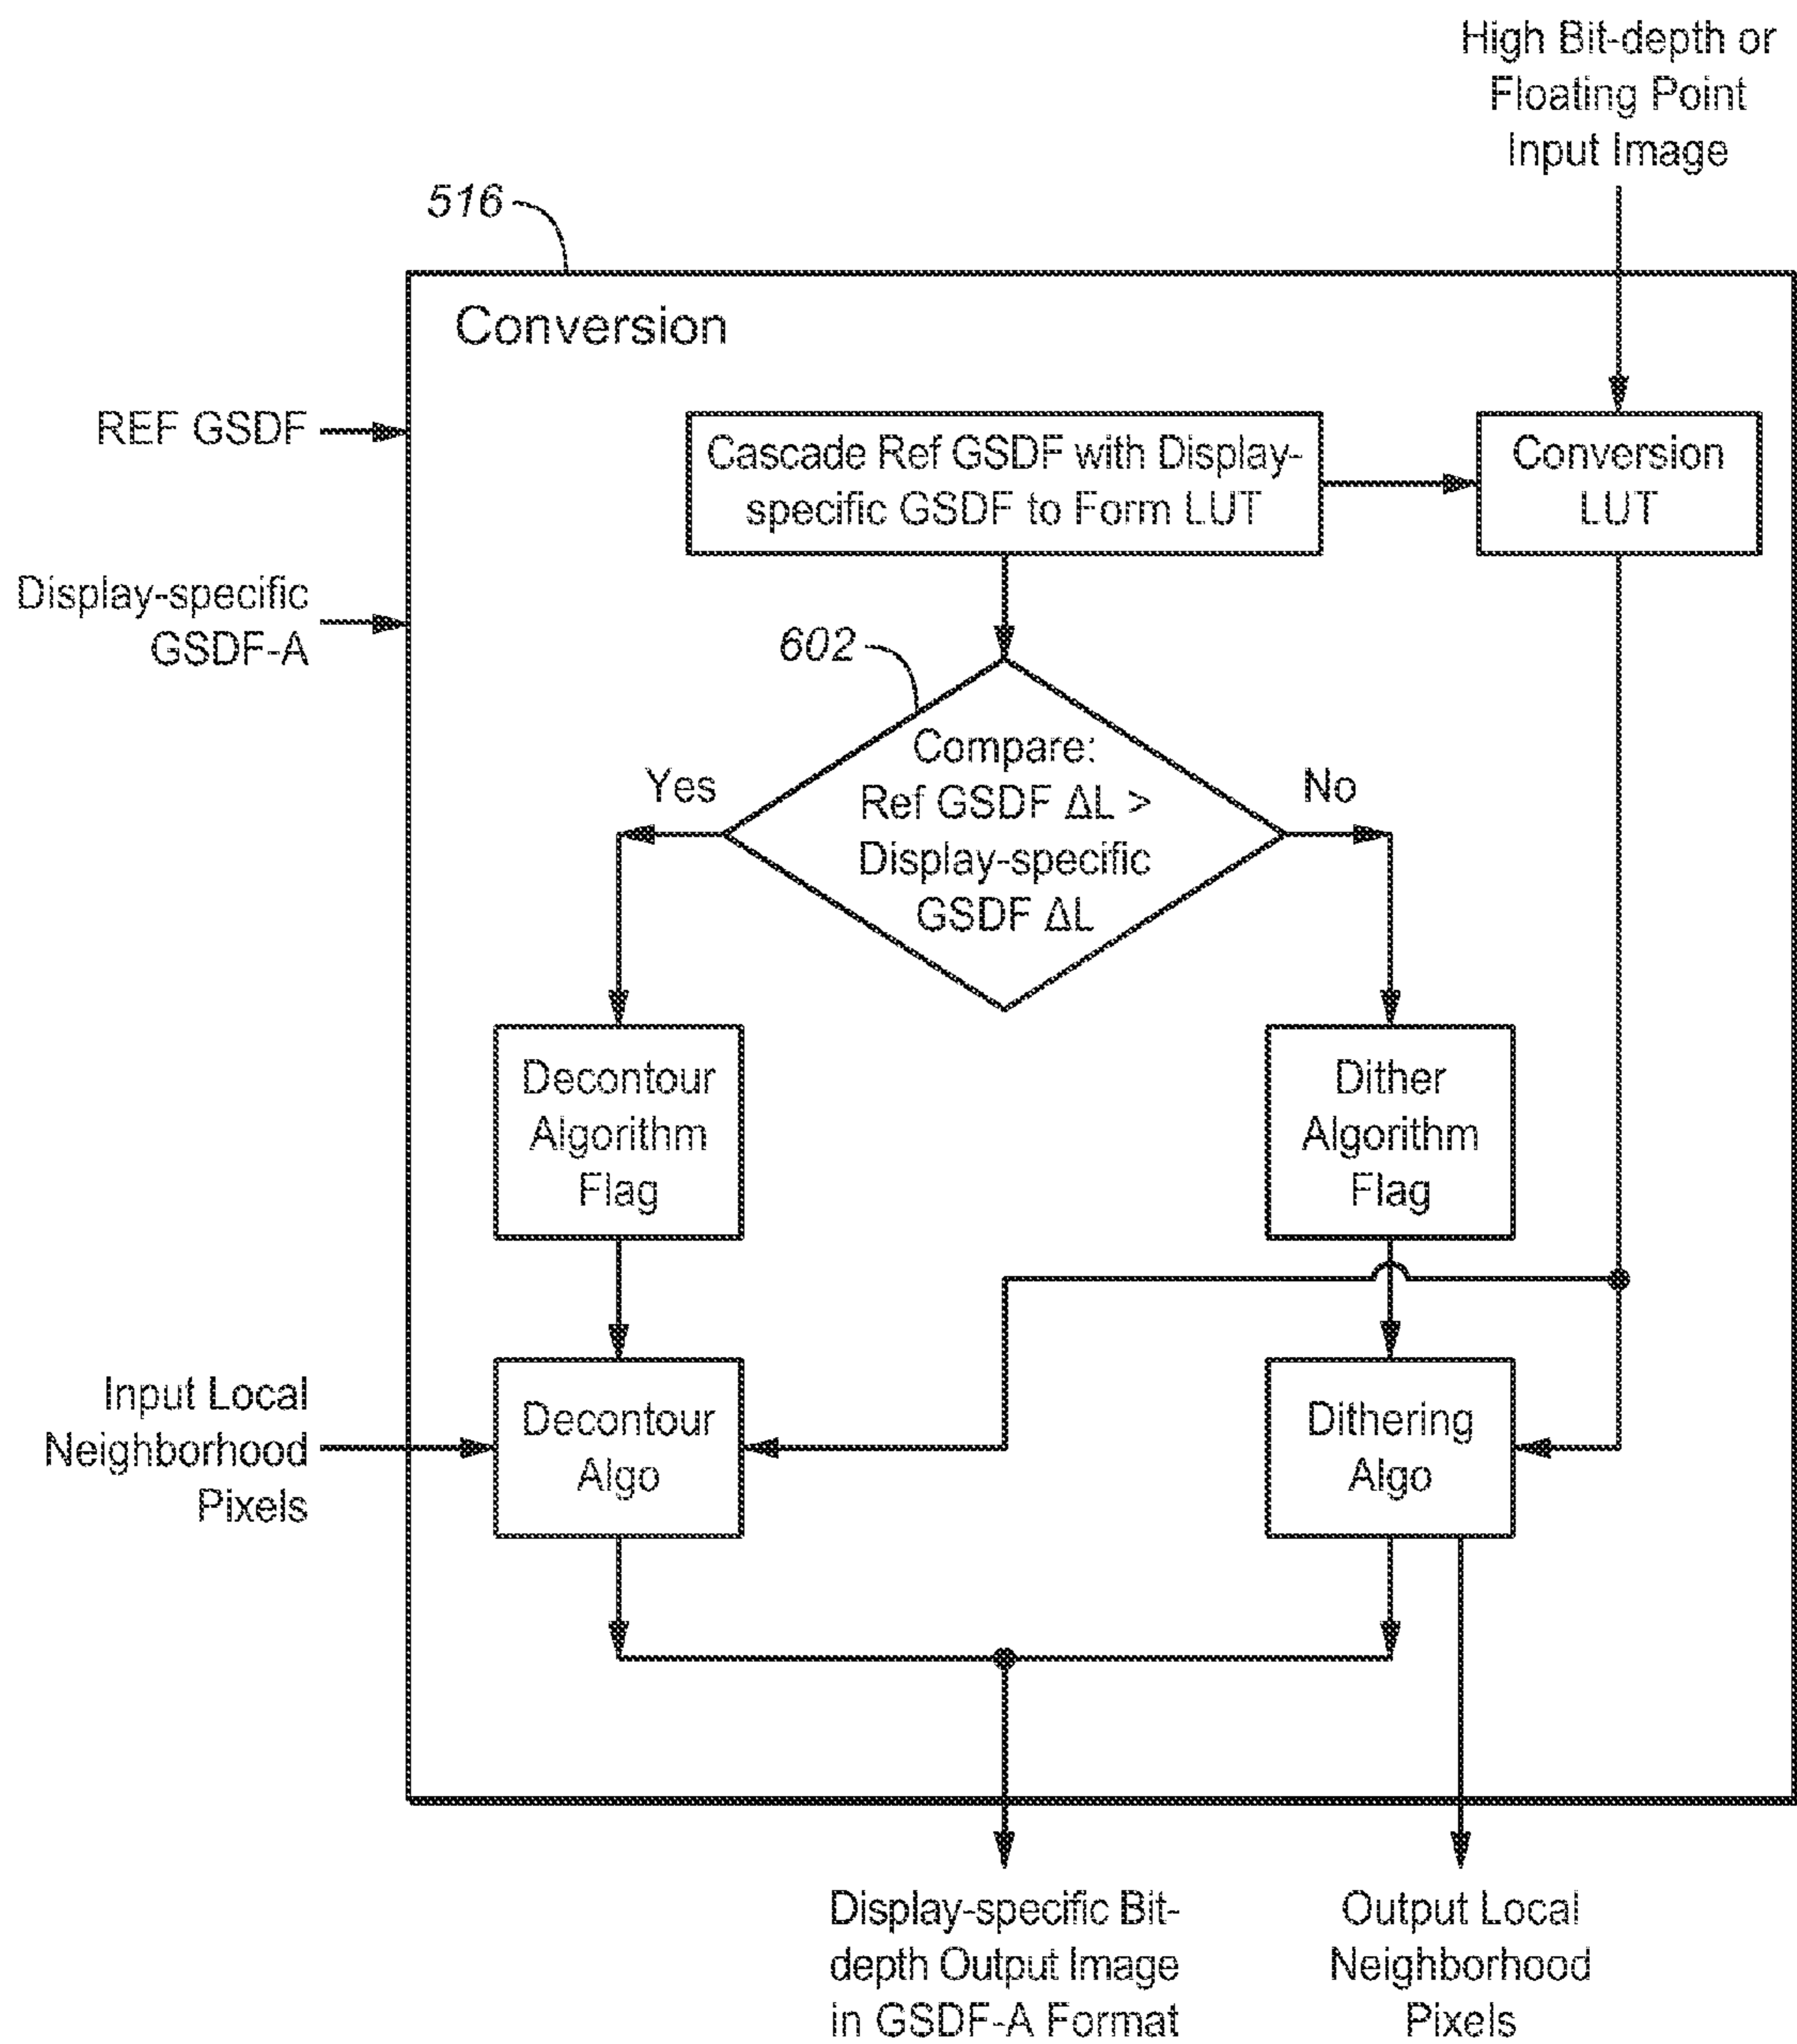 High Bit-depth or
Floating Point
Input Image
516
Conversion
REF GSDF
Cascade Ref GSDF with Display-
specific GSDF to Form LUT
Conversion
LUT
Display-specific
GSDF-A
602
Compare:
Ref GSDF ΔL >
Display-specific
GSDF ΔL
Yes
No
Decontour
Algorithm
Flag
Dither
Algorithm
Flag
Input Local
Neighborhood
Pixels
Decontour
Algo
Dithering
Algo
Display-specific Bit-
depth Output Image
in GSDF-A Format
Output Local
Neighborhood
Pixels